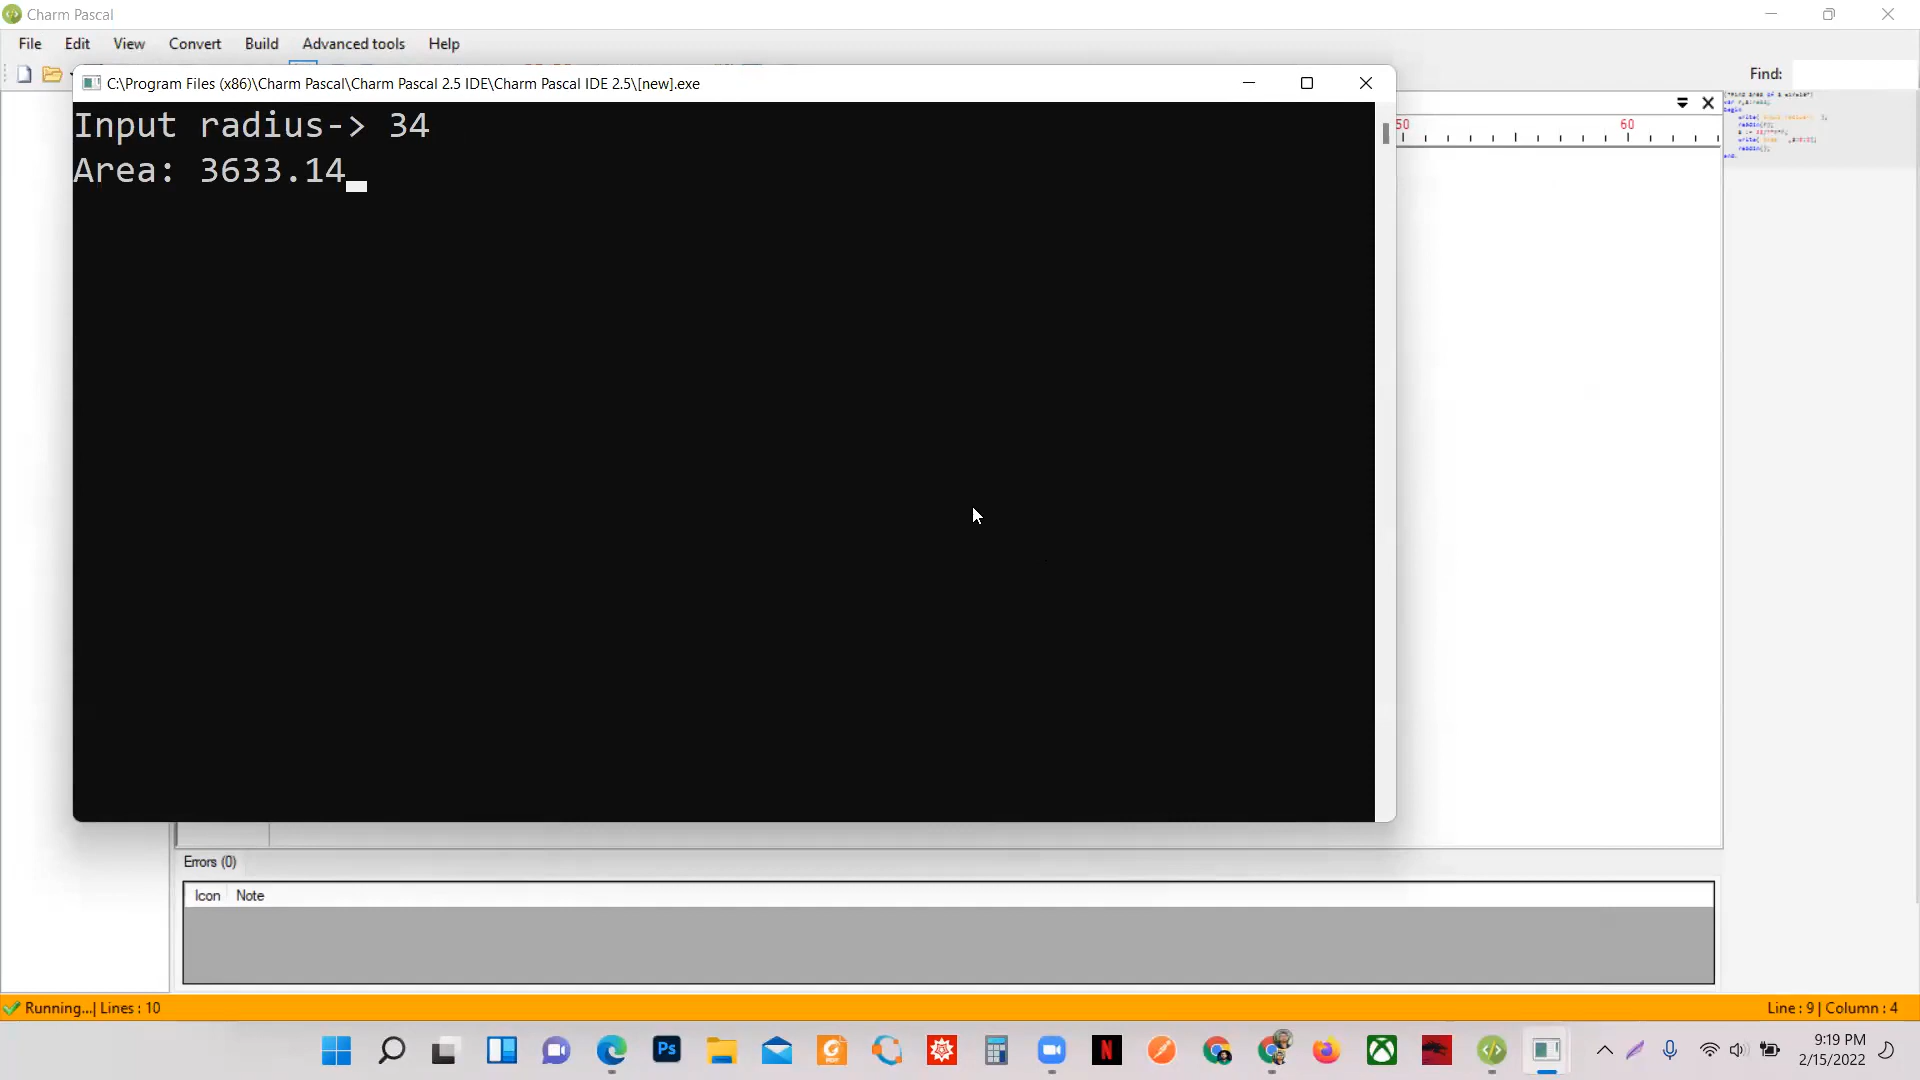 Charm Pascal
File Edit View Convert Build Advanced tools Help
Find:
C:\Program Files (x86)\Charm Pascal\Charm Pascal 2.5 IDE\Charm Pascal IDE 2.5\[new].exe
Input radius-> 34
Area: 3633.14
50 60
Errors (0)
Icon Note
Running...| Lines : 10
Line : 9 | Column : 4
Ps
N
9:19 PM
2/15/2022